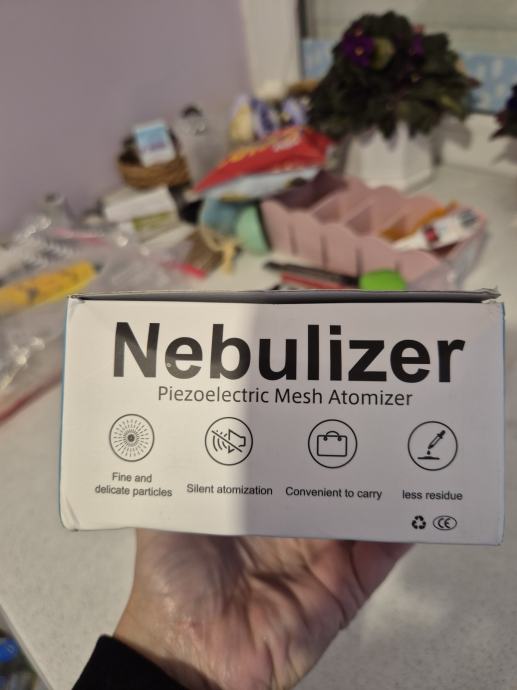 Nebulizer
Piezoelectric Mesh Atomizer
Fine and
delicate particles
Silent atomization
Convenient to carry
less residue
CE